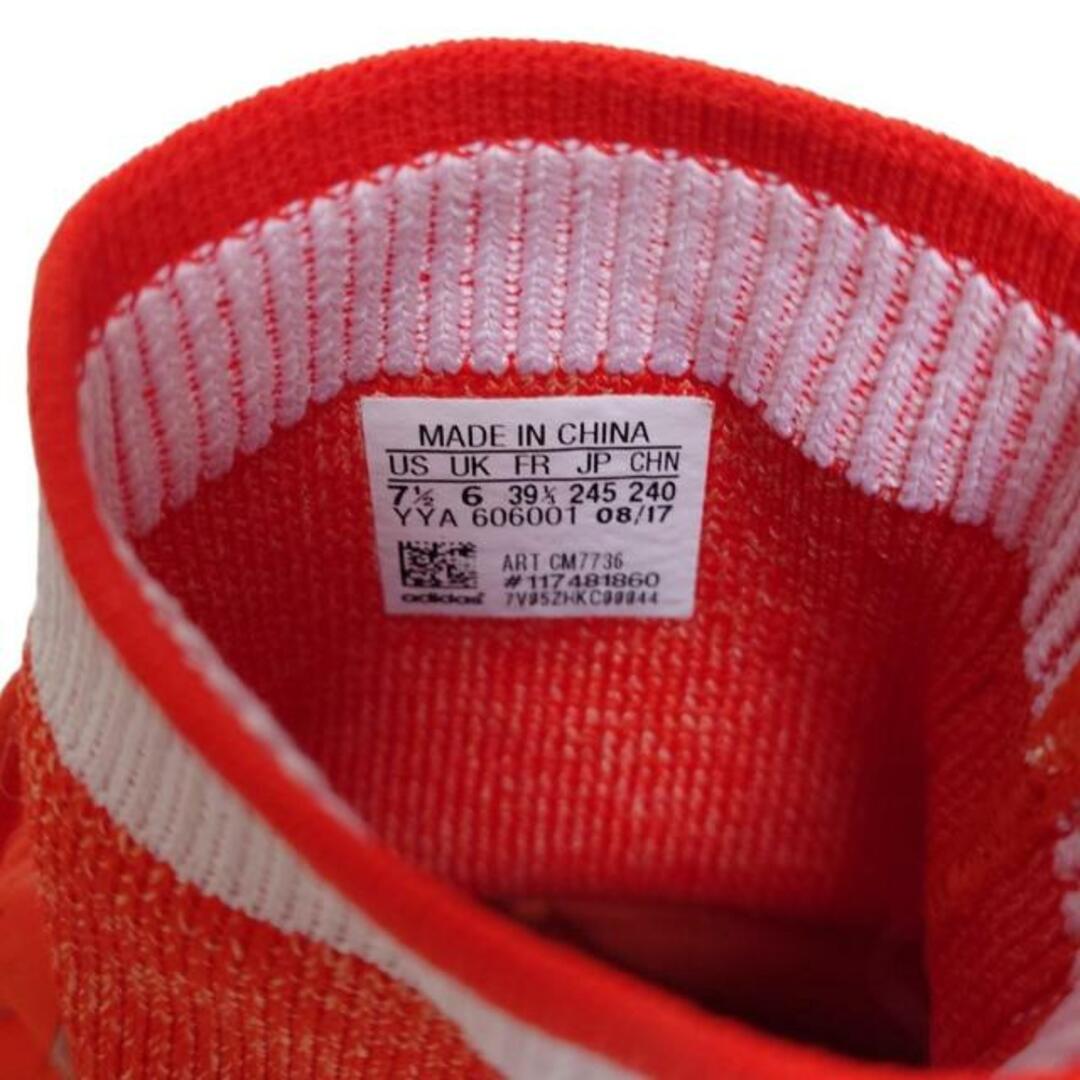 MADE IN CHINA
US UK FR JP CHN
7½ 6 39⅓ 245 240
YYA 606001 08/17
ART CM7736
#117481860
adidas 7V05ZHKC00044